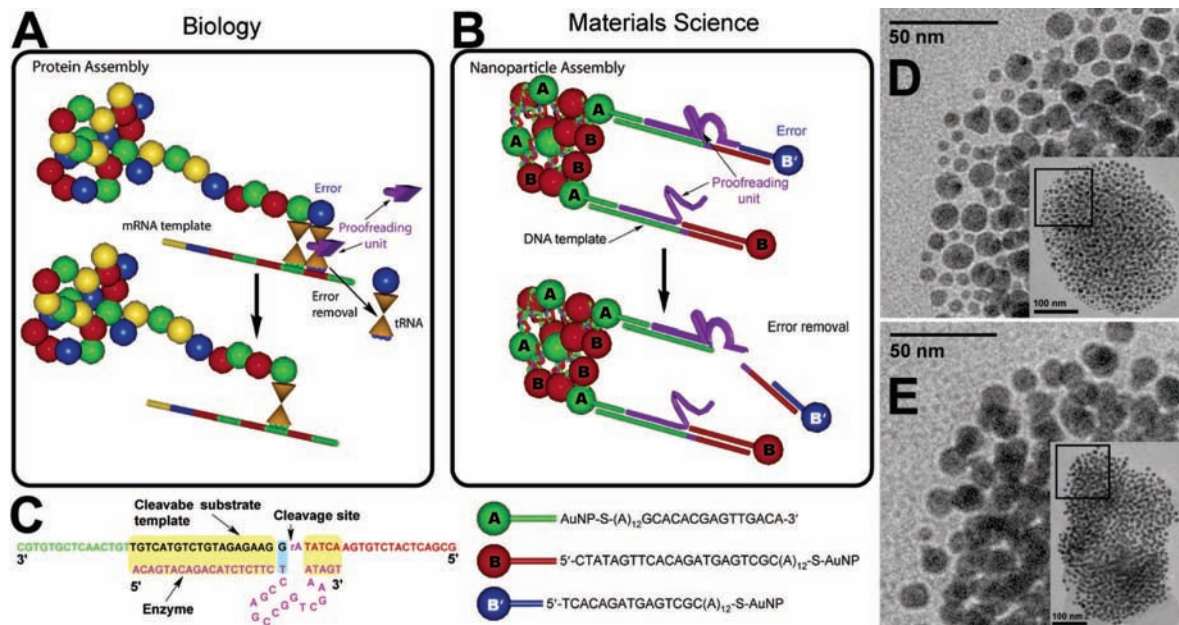 Biology
A
Protein Assembly
Error
Proofreading
unit
mRNA template
Error
removal
tRNA
Materials Science
B
Nanoparticle Assembly
A
A
A
B
B
B
A
Error
B'
Proofreading
unit
DNA template
B
A
A
A
B
B
B
A
Error removal
B'
B
C
Cleavabe substrate
template
Cleavage site
CGTGTGCTCAACTGTTGTCATGTCTGTAGAGAAG G rA TATCA AGTGTCTACTCAGCG
3'
5'
ACAGTACAGACATCTCTTC T ATAGT
5'
3'
Enzyme
C
C
G
A
G
C
G
G
C
T
G
C
A
A
A AuNP-S-(A)12GCACACGAGTTGACA-3'
B 5'-CTATAGTTCACAGATGAGTCGC(A)12-S-AuNP
B' 5'-TCACAGATGAGTCGC(A)12-S-AuNP
50 nm
D
100 nm
50 nm
E
100 nm